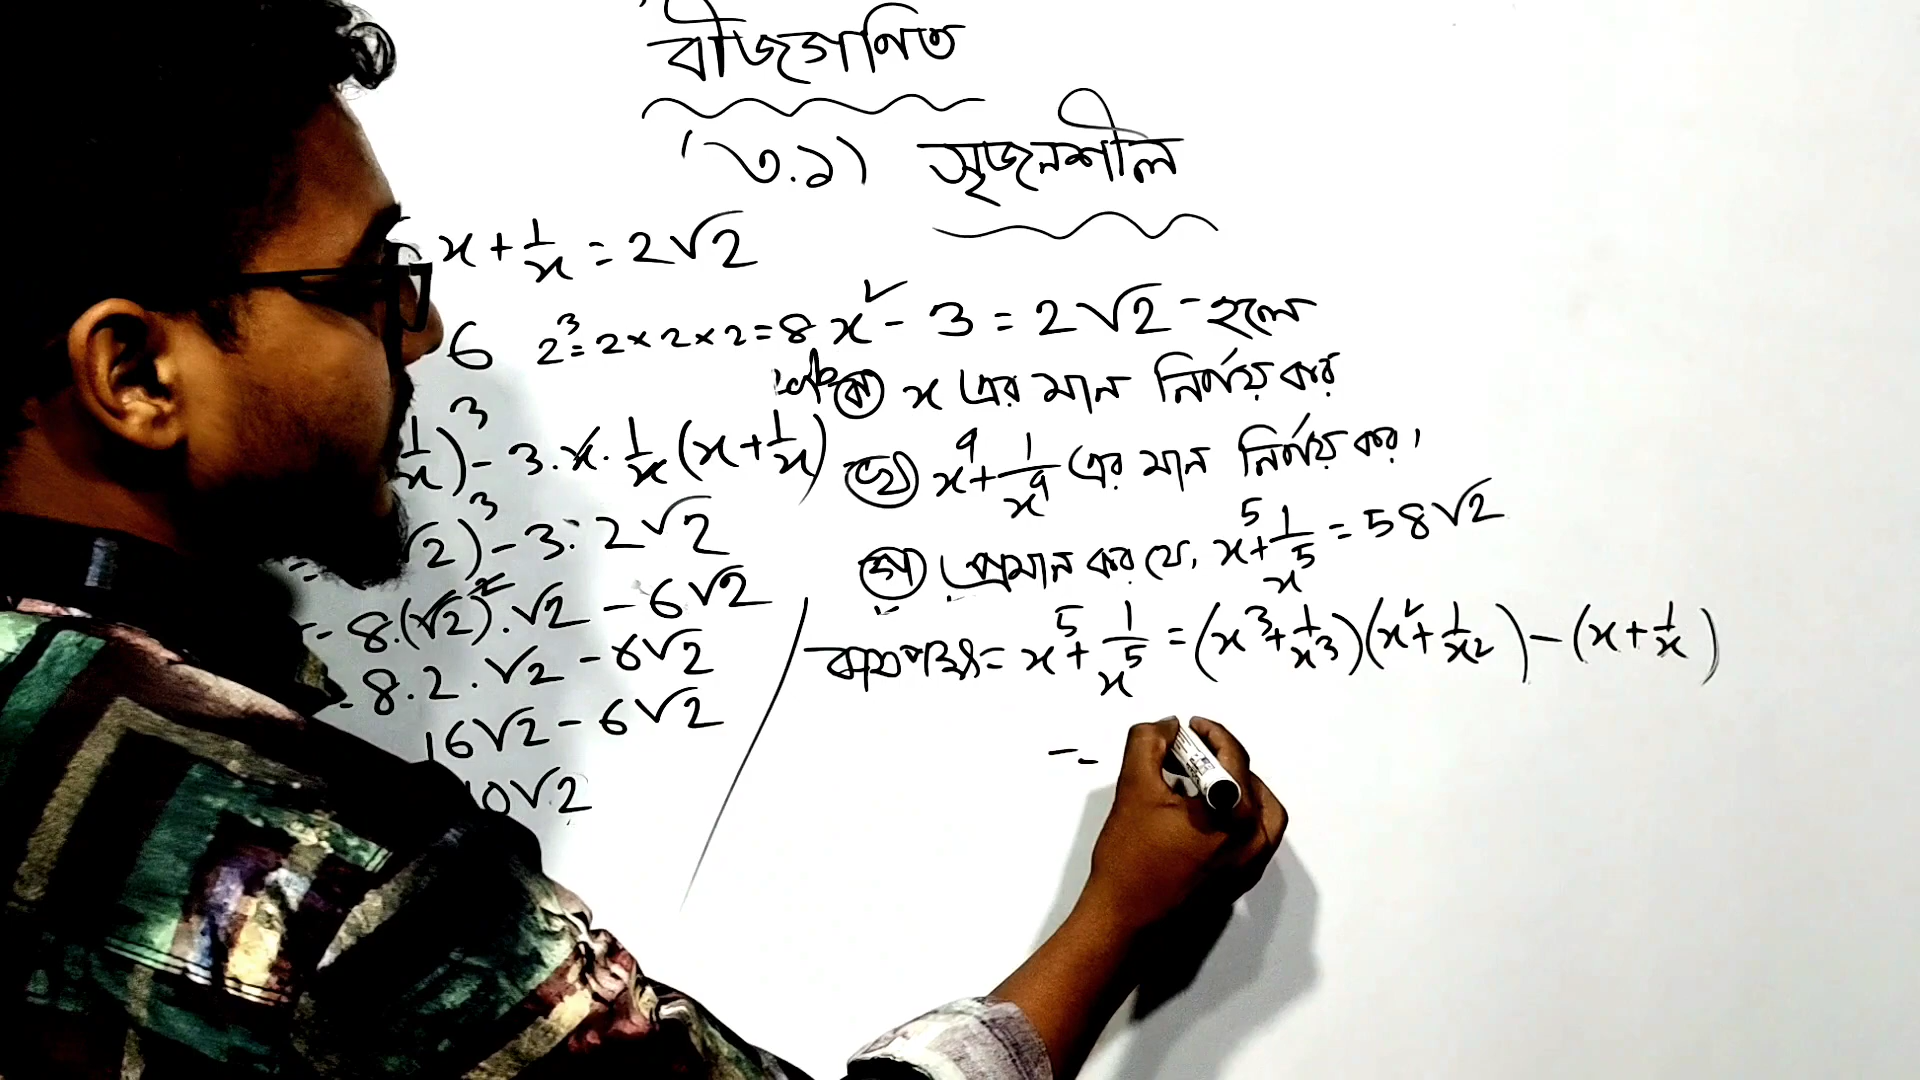 বীজগণিত
(৩.১) সৃজনশীল
x + 1/x = 2√2
6 2³ = 2×2×2 = 8
1/x)³ - 3.x. 1/x (x + 1/x)
= √2)³ - 3. 2√2
= 8.(√2)². √2 - 6√2
= 8.2. √2 - 6√2
16√2 - 6√2
10√2
x² - 3 = 2√2 হলে
(ক) x এর মান নির্ণয় কর
(খ) x⁹ + 1/x⁹ এর মান নির্ণয় কর।
(গ) প্রমান কর যে, x⁵ + 1/x⁵ = 58√2
বামপক্ষ = x⁵ + 1/x⁵ = (x³ + 1/x³)(x² + 1/x²) - (x + 1/x)
=